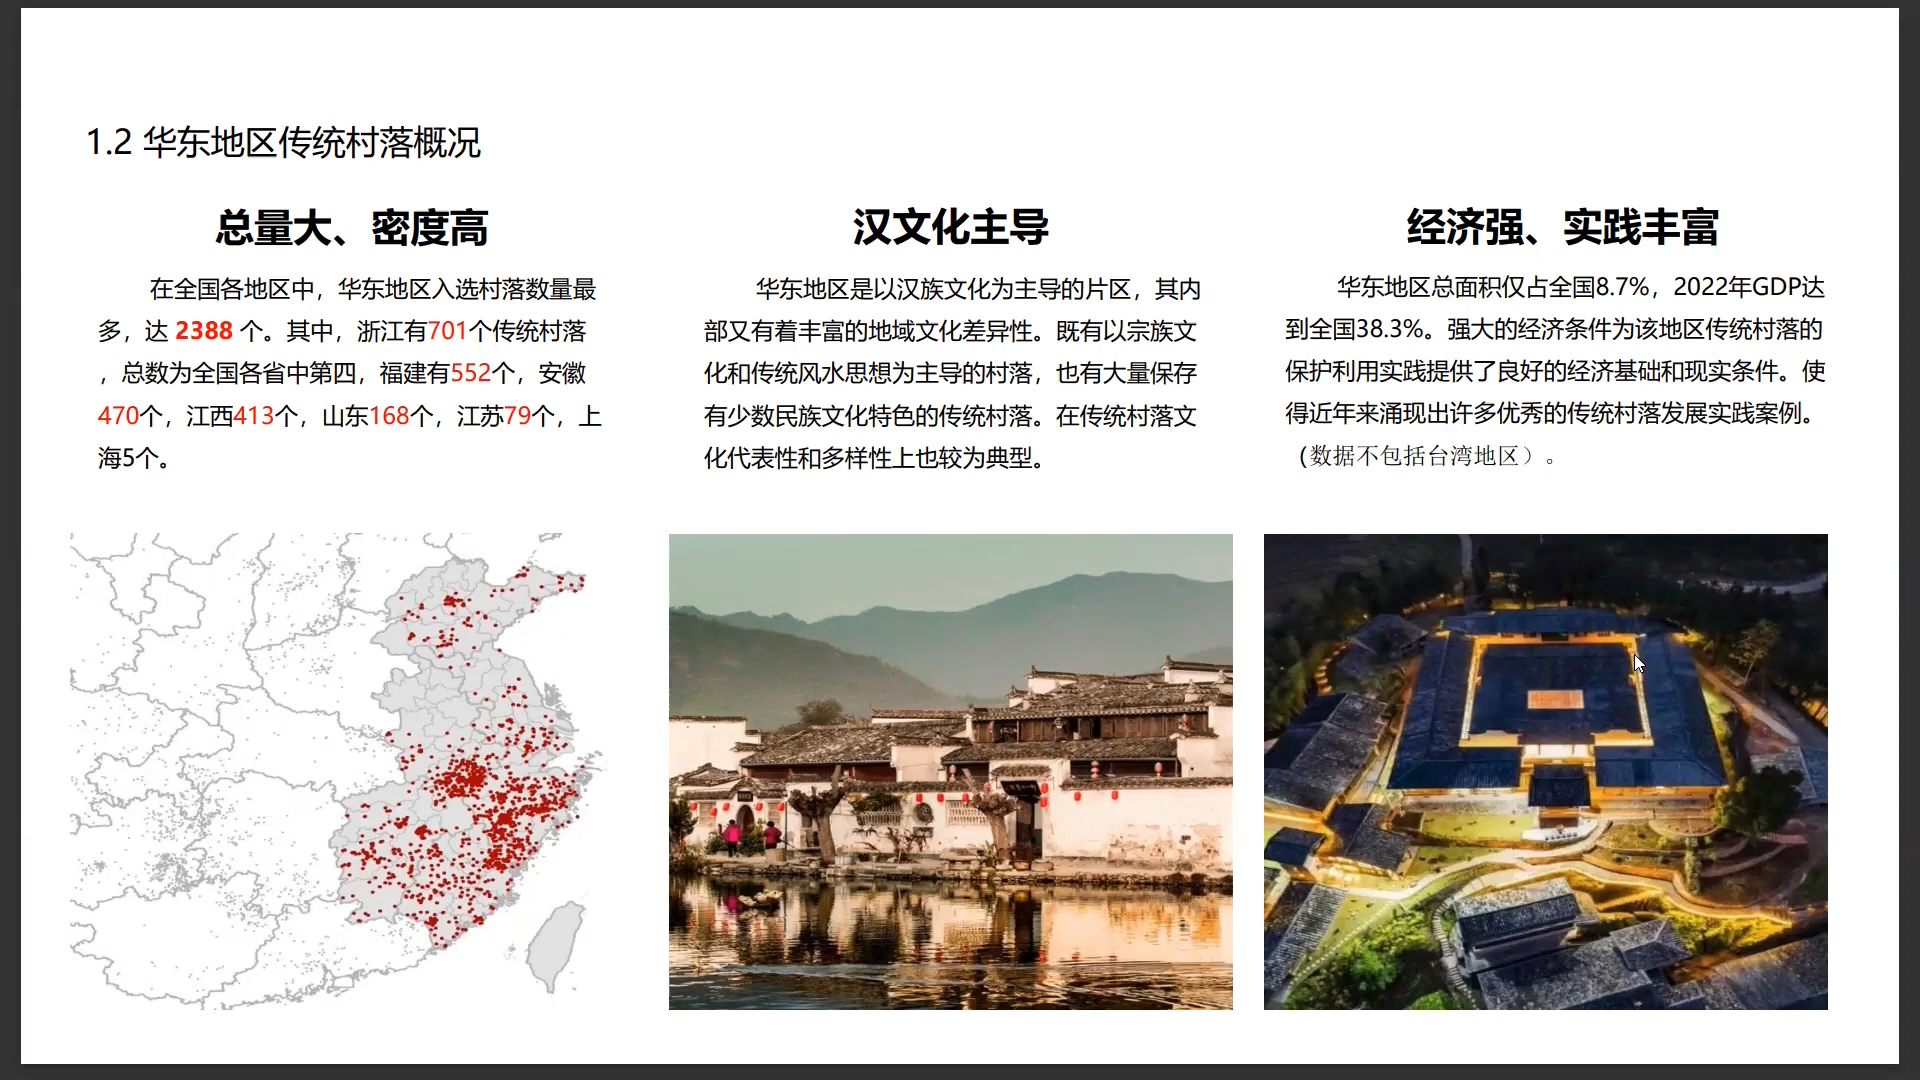 1.2 华东地区传统村落概况
总量大、密度高
在全国各地区中，华东地区入选村落数量最
多，达 2388 个。其中，浙江有701个传统村落
，总数为全国各省中第四，福建有552个，安徽
470个，江西413个，山东168个，江苏79个，上
海5个。
汉文化主导
华东地区是以汉族文化为主导的片区，其内
部又有着丰富的地域文化差异性。既有以宗族文
化和传统风水思想为主导的村落，也有大量保存
有少数民族文化特色的传统村落。在传统村落文
化代表性和多样性上也较为典型。
经济强、实践丰富
华东地区总面积仅占全国8.7%，2022年GDP达
到全国38.3%。强大的经济条件为该地区传统村落的
保护利用实践提供了良好的经济基础和现实条件。使
得近年来涌现出许多优秀的传统村落发展实践案例。
（数据不包括台湾地区）。